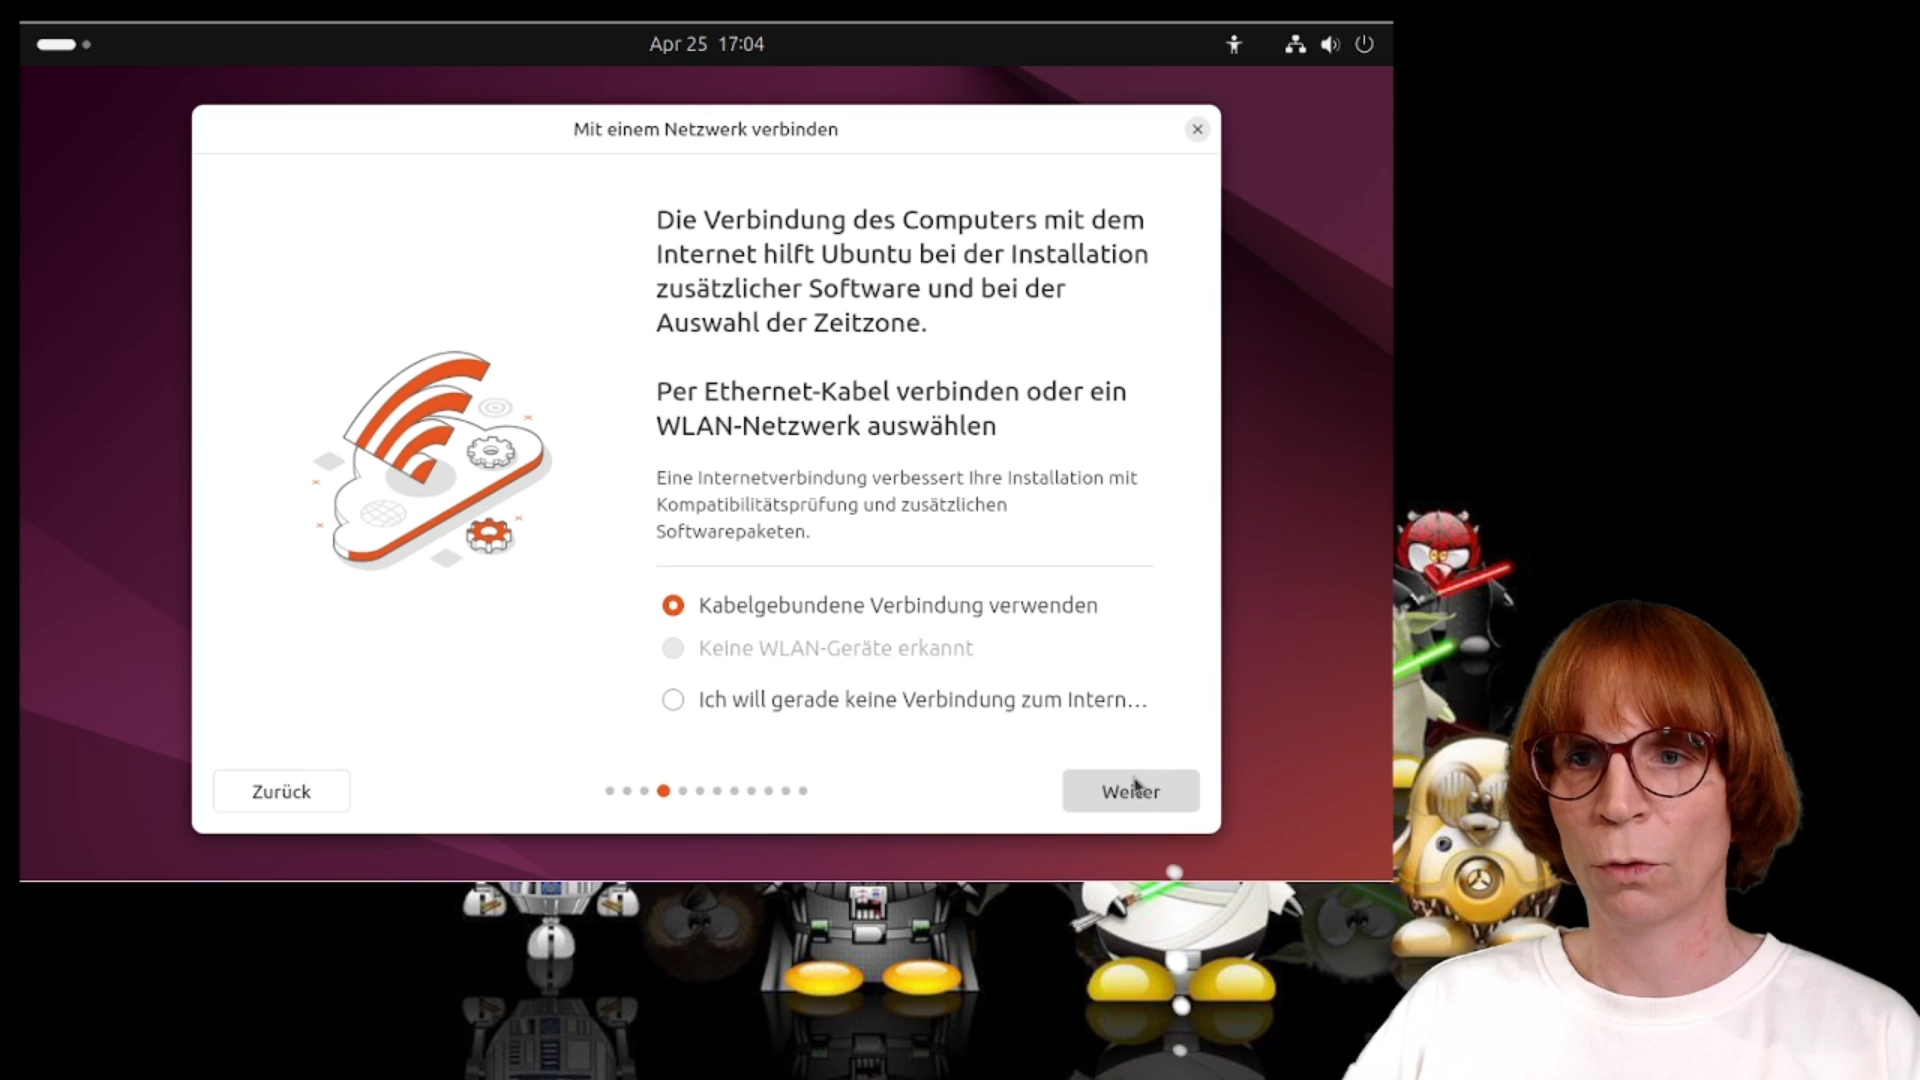 Apr 25 17:04
Mit einem Netzwerk verbinden
Die Verbindung des Computers mit dem
Internet hilft Ubuntu bei der Installation
zusätzlicher Software und bei der
Auswahl der Zeitzone.
Per Ethernet-Kabel verbinden oder ein
WLAN-Netzwerk auswählen
Eine Internetverbindung verbessert Ihre Installation mit
Kompatibilitätsprüfung und zusätzlichen
Softwarepaketen.
Kabelgebundene Verbindung verwenden
Keine WLAN-Geräte erkannt
Ich will gerade keine Verbindung zum Intern…
Zurück
Weiter